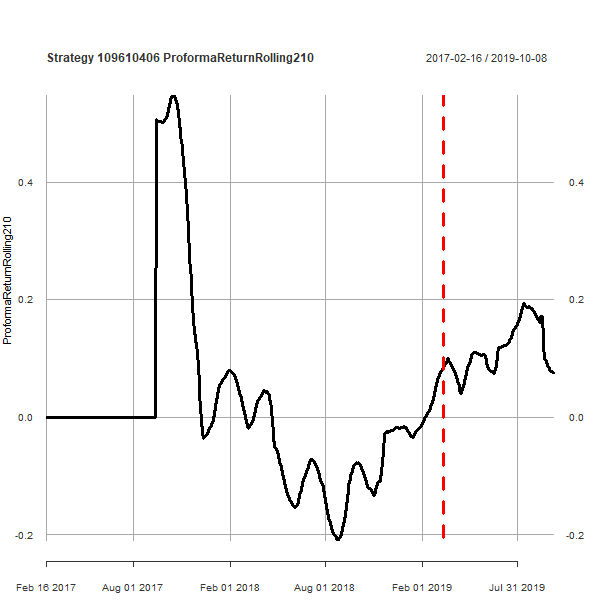 Strategy 109610406 ProformaReturnRolling210
2017-02-16 / 2019-10-08
ProformaReturnRolling210
0.4
0.4
0.2
0.2
0.0
0.0
-0.2
-0.2
Feb 16 2017
Aug 01 2017
Feb 01 2018
Aug 01 2018
Feb 01 2019
Jul 31 2019